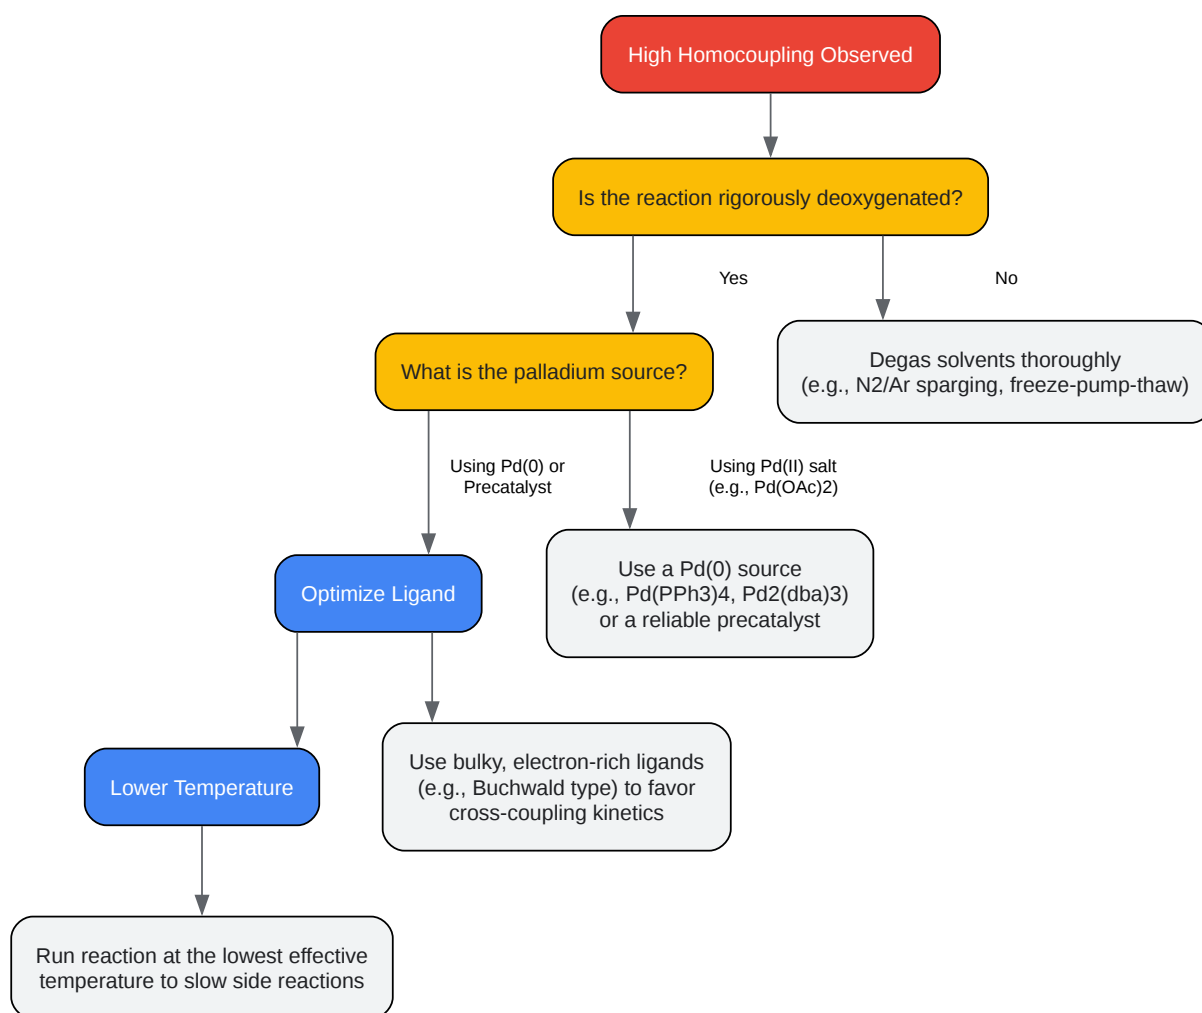 High Homocoupling Observed
Is the reaction rigorously deoxygenated?
Yes
No
Degas solvents thoroughly
(e.g., N2/Ar sparging, freeze-pump-thaw)
What is the palladium source?
Using Pd(0) or
Precatalyst
Using Pd(II) salt
(e.g., Pd(OAc)2)
Use a Pd(0) source
(e.g., Pd(PPh3)4, Pd2(dba)3)
or a reliable precatalyst
Optimize Ligand
Use bulky, electron-rich ligands
(e.g., Buchwald type) to favor
cross-coupling kinetics
Lower Temperature
Run reaction at the lowest effective
temperature to slow side reactions